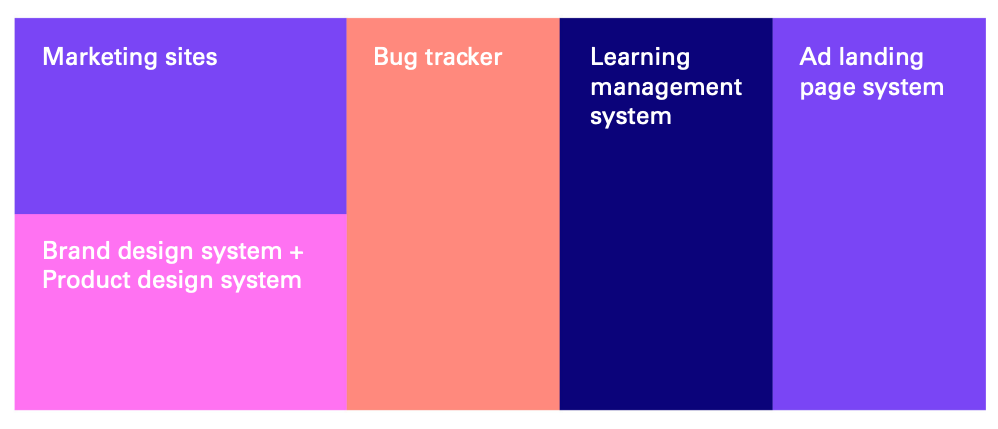 Marketing sites
Brand design system +
Product design system
Bug tracker
Learning
management
system
Ad landing
page system